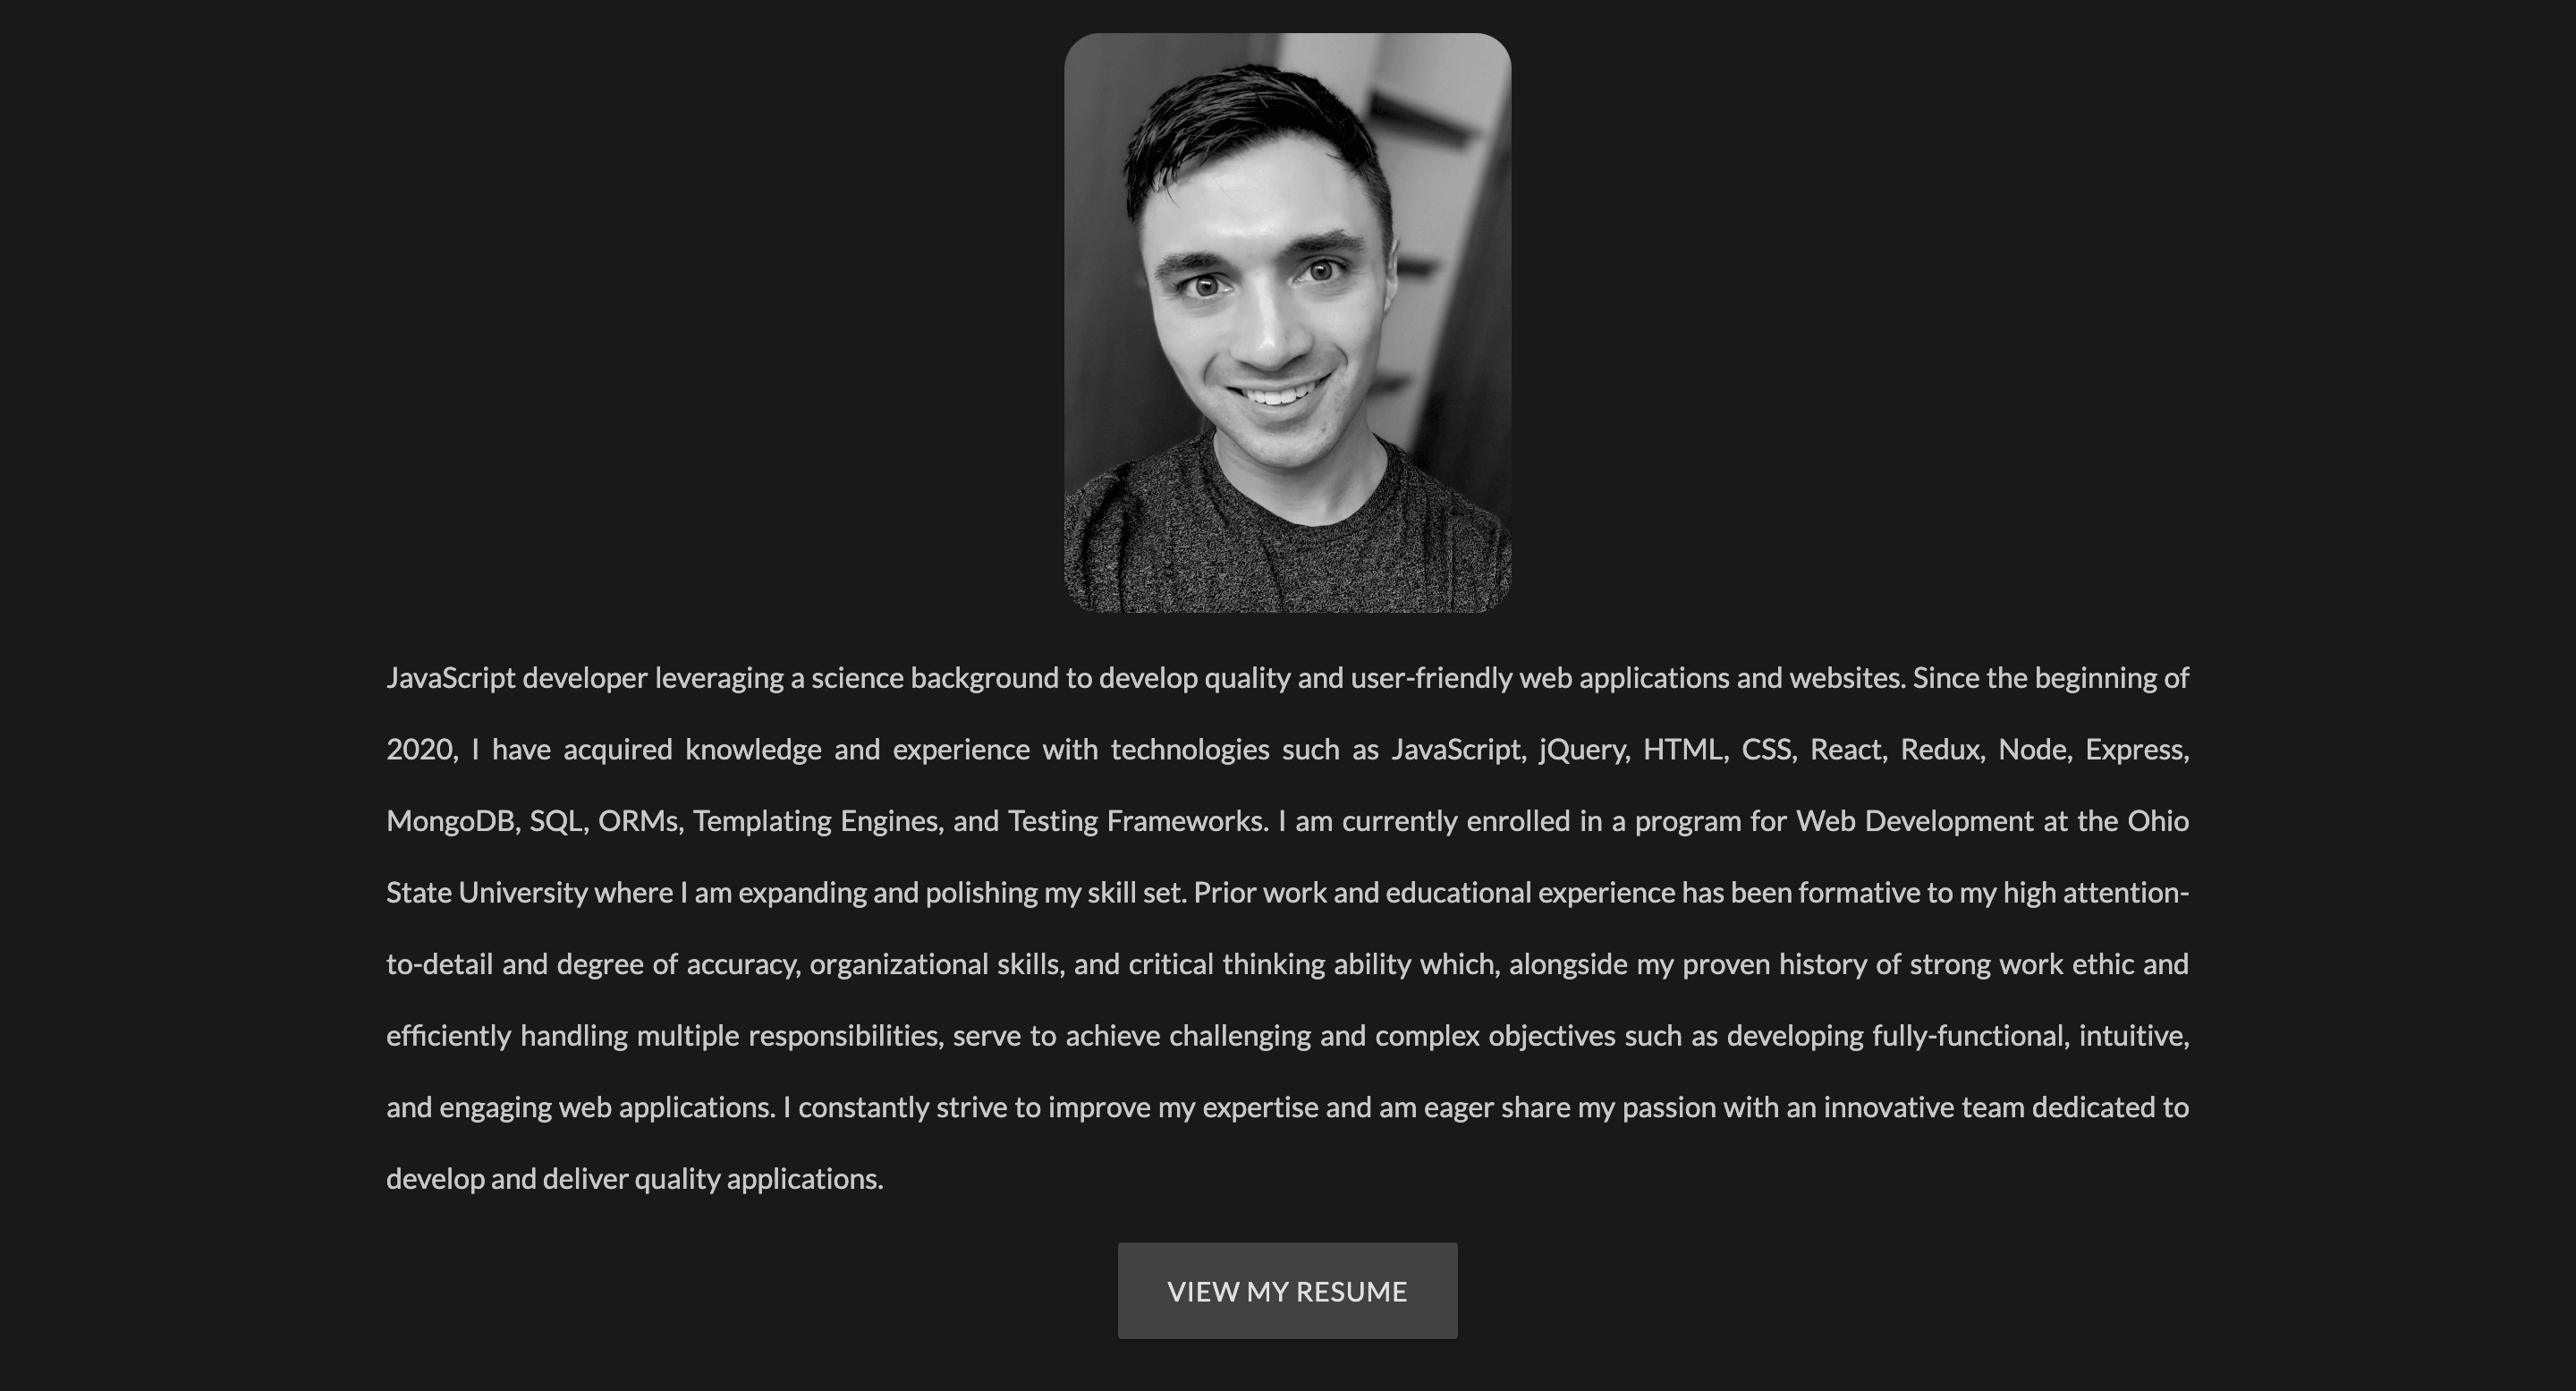 JavaScript developer leveraging a science background to develop quality and user-friendly web applications and websites. Since the beginning of
2020, I have acquired knowledge and experience with technologies such as JavaScript, jQuery, HTML, CSS, React, Redux, Node, Express,
MongoDB, SQL, ORMs, Templating Engines, and Testing Frameworks. I am currently enrolled in a program for Web Development at the Ohio
State University where I am expanding and polishing my skill set. Prior work and educational experience has been formative to my high attention-
to-detail and degree of accuracy, organizational skills, and critical thinking ability which, alongside my proven history of strong work ethic and
efficiently handling multiple responsibilities, serve to achieve challenging and complex objectives such as developing fully-functional, intuitive,
and engaging web applications. I constantly strive to improve my expertise and am eager share my passion with an innovative team dedicated to
develop and deliver quality applications.
VIEW MY RESUME